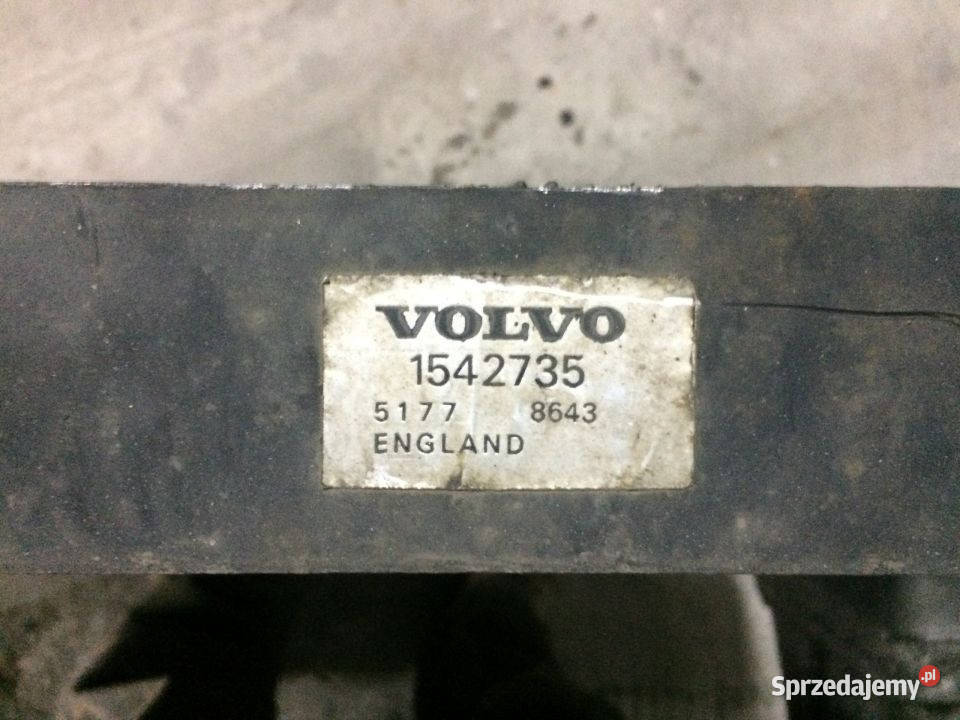 VOLVO
1542735
5177 8643
ENGLAND
Sprzedajemy.pl